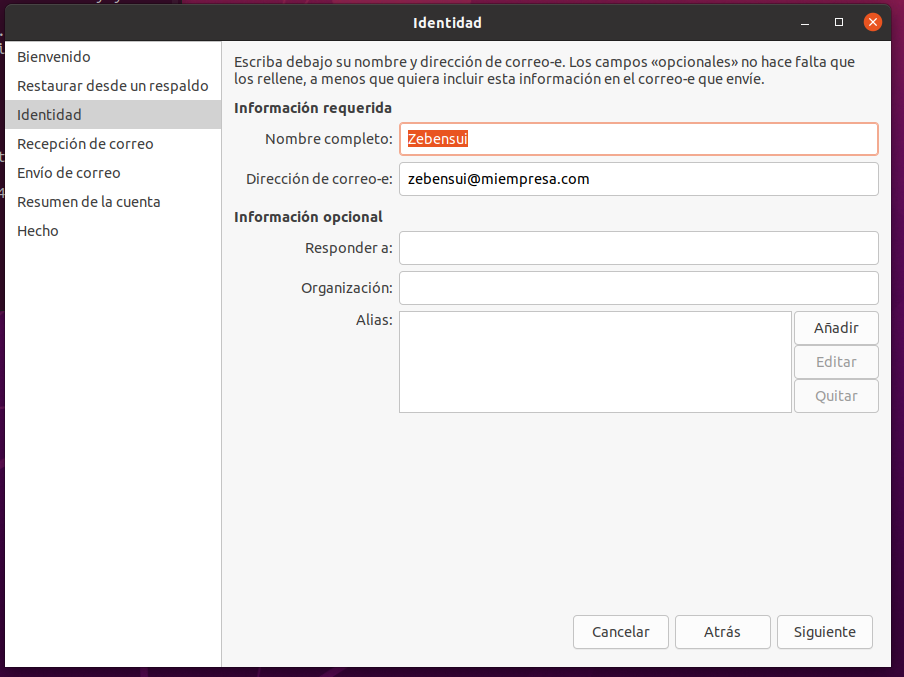 Identidad
Bienvenido
Restaurar desde un respaldo
Identidad
Recepción de correo
Envío de correo
Resumen de la cuenta
Hecho
Escriba debajo su nombre y dirección de correo-e. Los campos «opcionales» no hace falta que
los rellene, a menos que quiera incluir esta información en el correo-e que envíe.
Información requerida
Nombre completo: Zebensui
Dirección de correo-e: zebensui@miempresa.com
Información opcional
Responder a:
Organización:
Alias:
Añadir
Editar
Quitar
Cancelar Atrás Siguiente